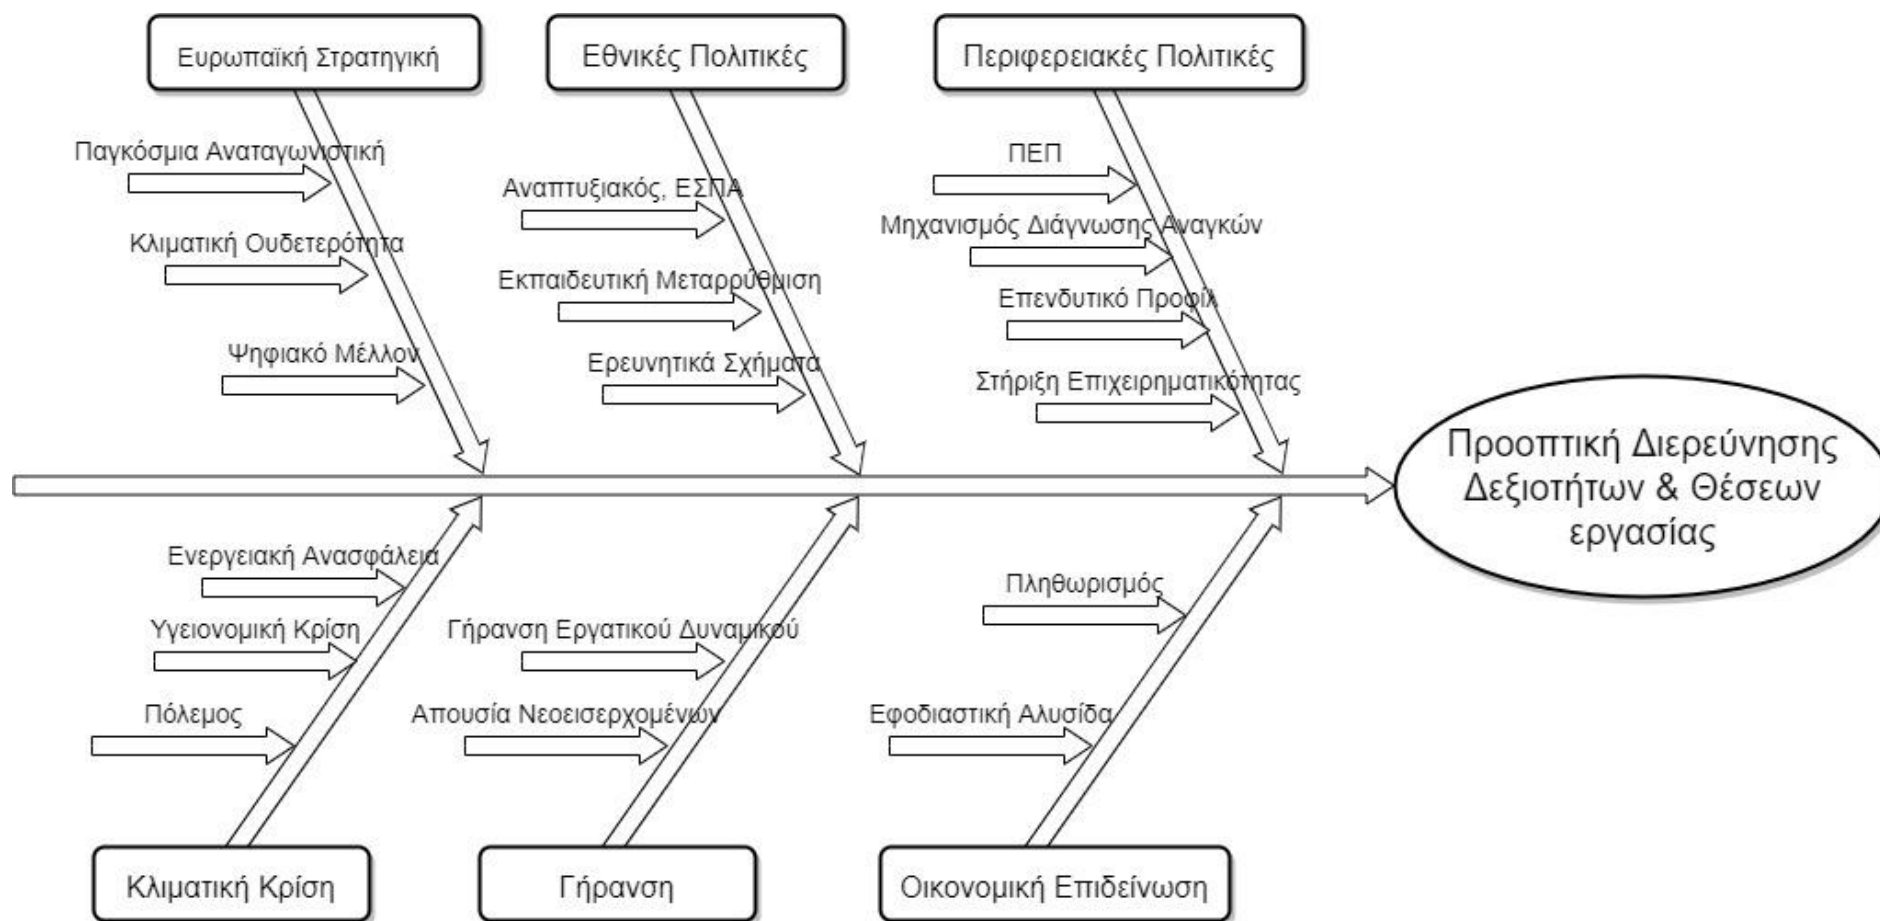 Ευρωπαϊκή Στρατηγική
Εθνικές Πολιτικές
Περιφερειακές Πολιτικές
Παγκόσμια Αναταγωνιστική
Κλιματική Ουδετερότητα
Ψηφιακό Μέλλον
Αναπτυξιακός, ΕΣΠΑ
Εκπαιδευτική Μεταρρύθμιση
Ερευνητικά Σχήματα
ΠΕΠ
Μηχανισμός Διάγνωσης Αναγκών
Επενδυτικό Προφίλ
Στήριξη Επιχειρηματικότητας
Προοπτική Διερεύνησης
Δεξιοτήτων & Θέσεων
εργασίας
Ενεργειακή Ανασφάλεια
Υγειονομική Κρίση
Πόλεμος
Γήρανση Εργατικού Δυναμικού
Απουσία Νεοεισερχομένων
Πληθωρισμός
Εφοδιαστική Αλυσίδα
Κλιματική Κρίση
Γήρανση
Οικονομική Επιδείνωση